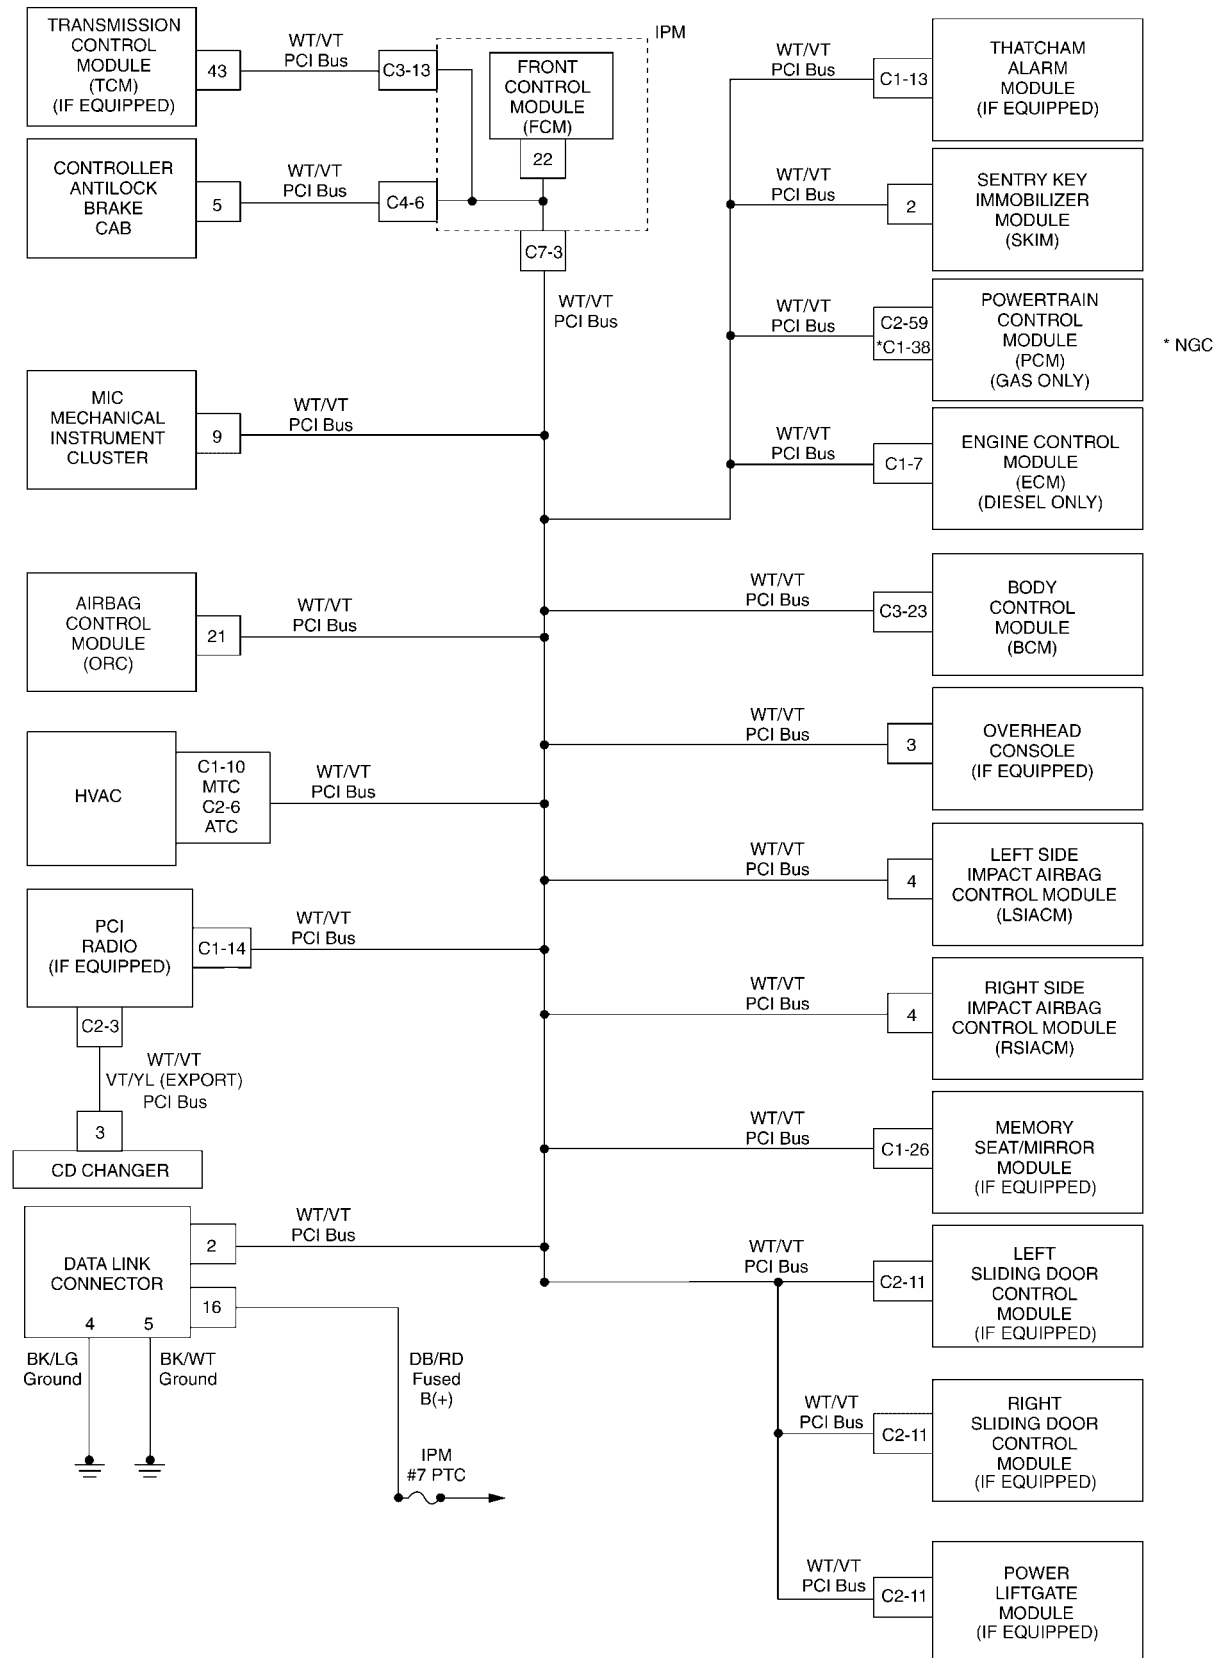 TRANSMISSION
CONTROL
MODULE
(TCM)
(IF EQUIPPED)
43
WT/VT
PCI Bus
C3-13
IPM
FRONT
CONTROL
MODULE
(FCM)
22
CONTROLLER
ANTILOCK
BRAKE
CAB
5
WT/VT
PCI Bus
C4-6
C7-3
WT/VT
PCI Bus
MIC
MECHANICAL
INSTRUMENT
CLUSTER
9
WT/VT
PCI Bus
AIRBAG
CONTROL
MODULE
(ORC)
21
WT/VT
PCI Bus
HVAC
C1-10
MTC
C2-6
ATC
WT/VT
PCI Bus
PCI
RADIO
(IF EQUIPPED)
C1-14
WT/VT
PCI Bus
C2-3
WT/VT
VT/YL (EXPORT)
PCI Bus
3
CD CHANGER
DATA LINK
CONNECTOR
2
WT/VT
PCI Bus
16
4
5
BK/LG
Ground
BK/WT
Ground
DB/RD
Fused
B(+)
IPM
#7 PTC
WT/VT
PCI Bus
C1-13
THATCHAM
ALARM
MODULE
(IF EQUIPPED)
WT/VT
PCI Bus
2
SENTRY KEY
IMMOBILIZER
MODULE
(SKIM)
WT/VT
PCI Bus
C2-59
*C1-38
POWERTRAIN
CONTROL
MODULE
(PCM)
(GAS ONLY)
* NGC
WT/VT
PCI Bus
C1-7
ENGINE CONTROL
MODULE
(ECM)
(DIESEL ONLY)
WT/VT
PCI Bus
C3-23
BODY
CONTROL
MODULE
(BCM)
WT/VT
PCI Bus
3
OVERHEAD
CONSOLE
(IF EQUIPPED)
WT/VT
PCI Bus
4
LEFT SIDE
IMPACT AIRBAG
CONTROL MODULE
(LSIACM)
WT/VT
PCI Bus
4
RIGHT SIDE
IMPACT AIRBAG
CONTROL MODULE
(RSIACM)
WT/VT
PCI Bus
C1-26
MEMORY
SEAT/MIRROR
MODULE
(IF EQUIPPED)
WT/VT
PCI Bus
C2-11
LEFT
SLIDING DOOR
CONTROL
MODULE
(IF EQUIPPED)
WT/VT
PCI Bus
C2-11
RIGHT
SLIDING DOOR
CONTROL
MODULE
(IF EQUIPPED)
WT/VT
PCI Bus
C2-11
POWER
LIFTGATE
MODULE
(IF EQUIPPED)